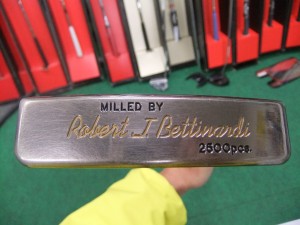 MILLED BY
Robert J Bettinardi
2500pcs.